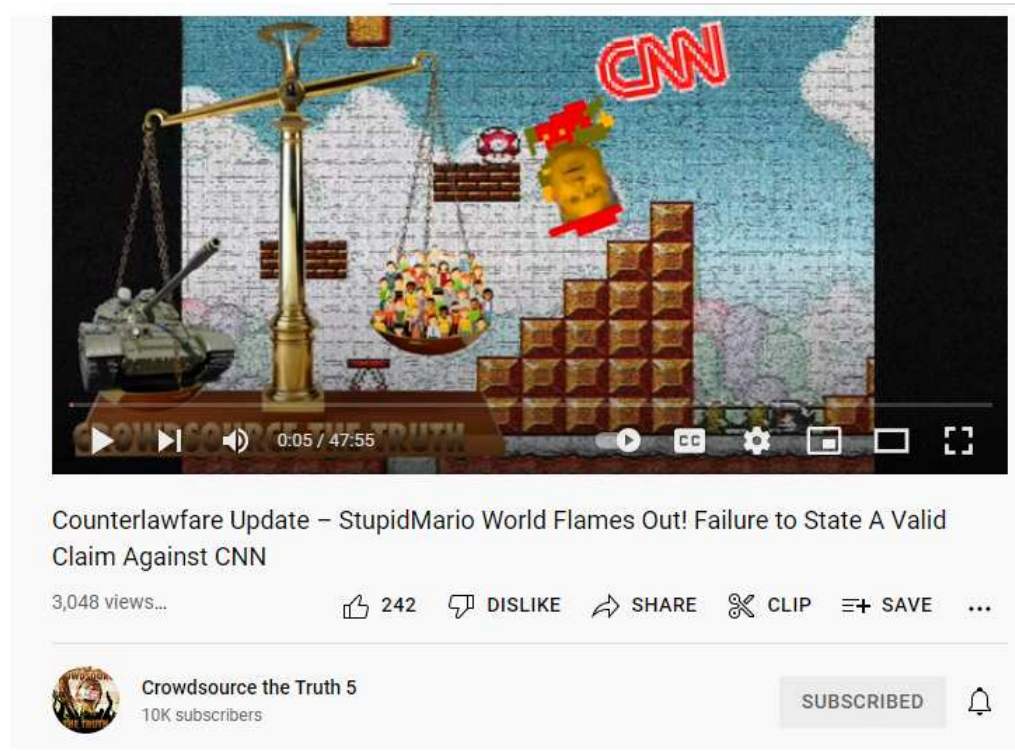 CNN
CROWDSOURCE THE TRUTH
0:05 / 47:55
CC
Counterlawfare Update – StupidMario World Flames Out! Failure to State A Valid
Claim Against CNN
3,048 views...
242 DISLIKE SHARE CLIP SAVE ...
Crowdsource the Truth 5
10K subscribers
SUBSCRIBED